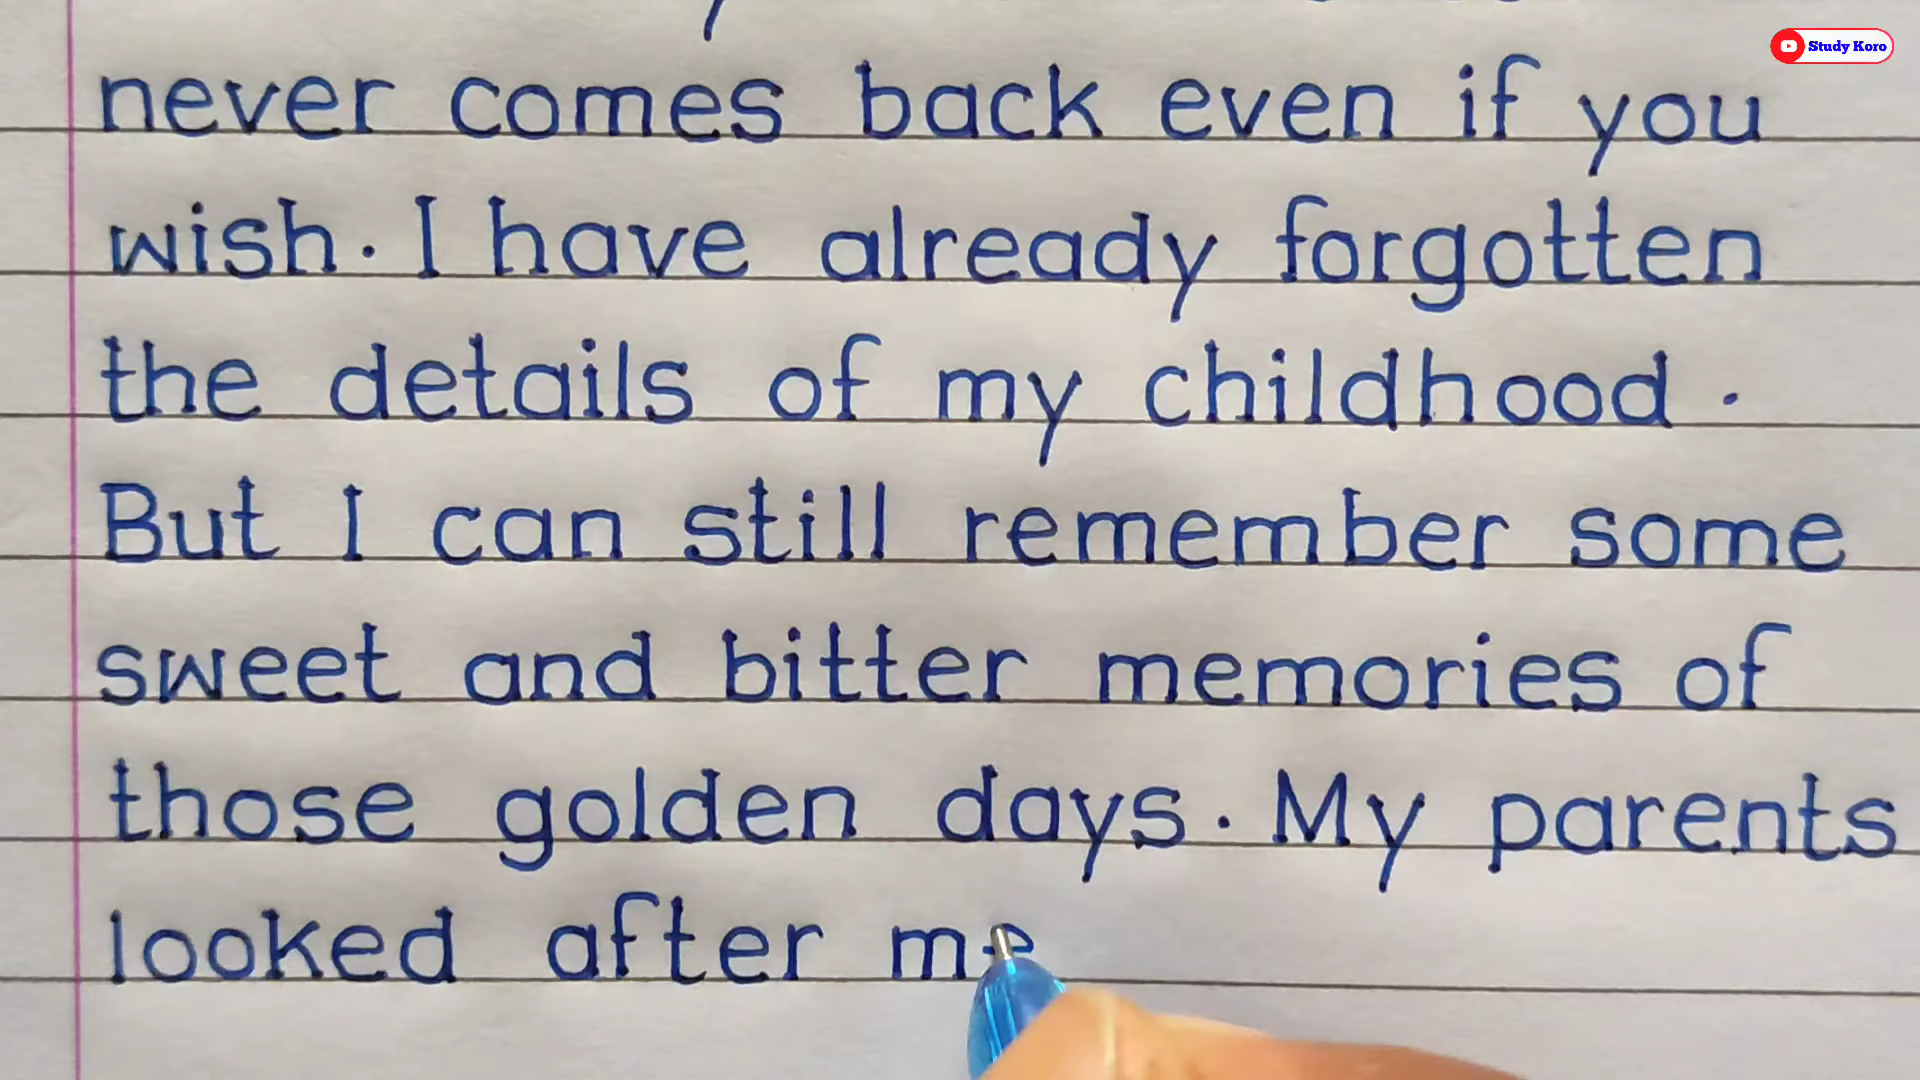 Study Koro
never comes back even if you
wish. I have already forgotten
the details of my childhood.
But I can still remember some
sweet and bitter memories of
those golden days. My parents
looked after me